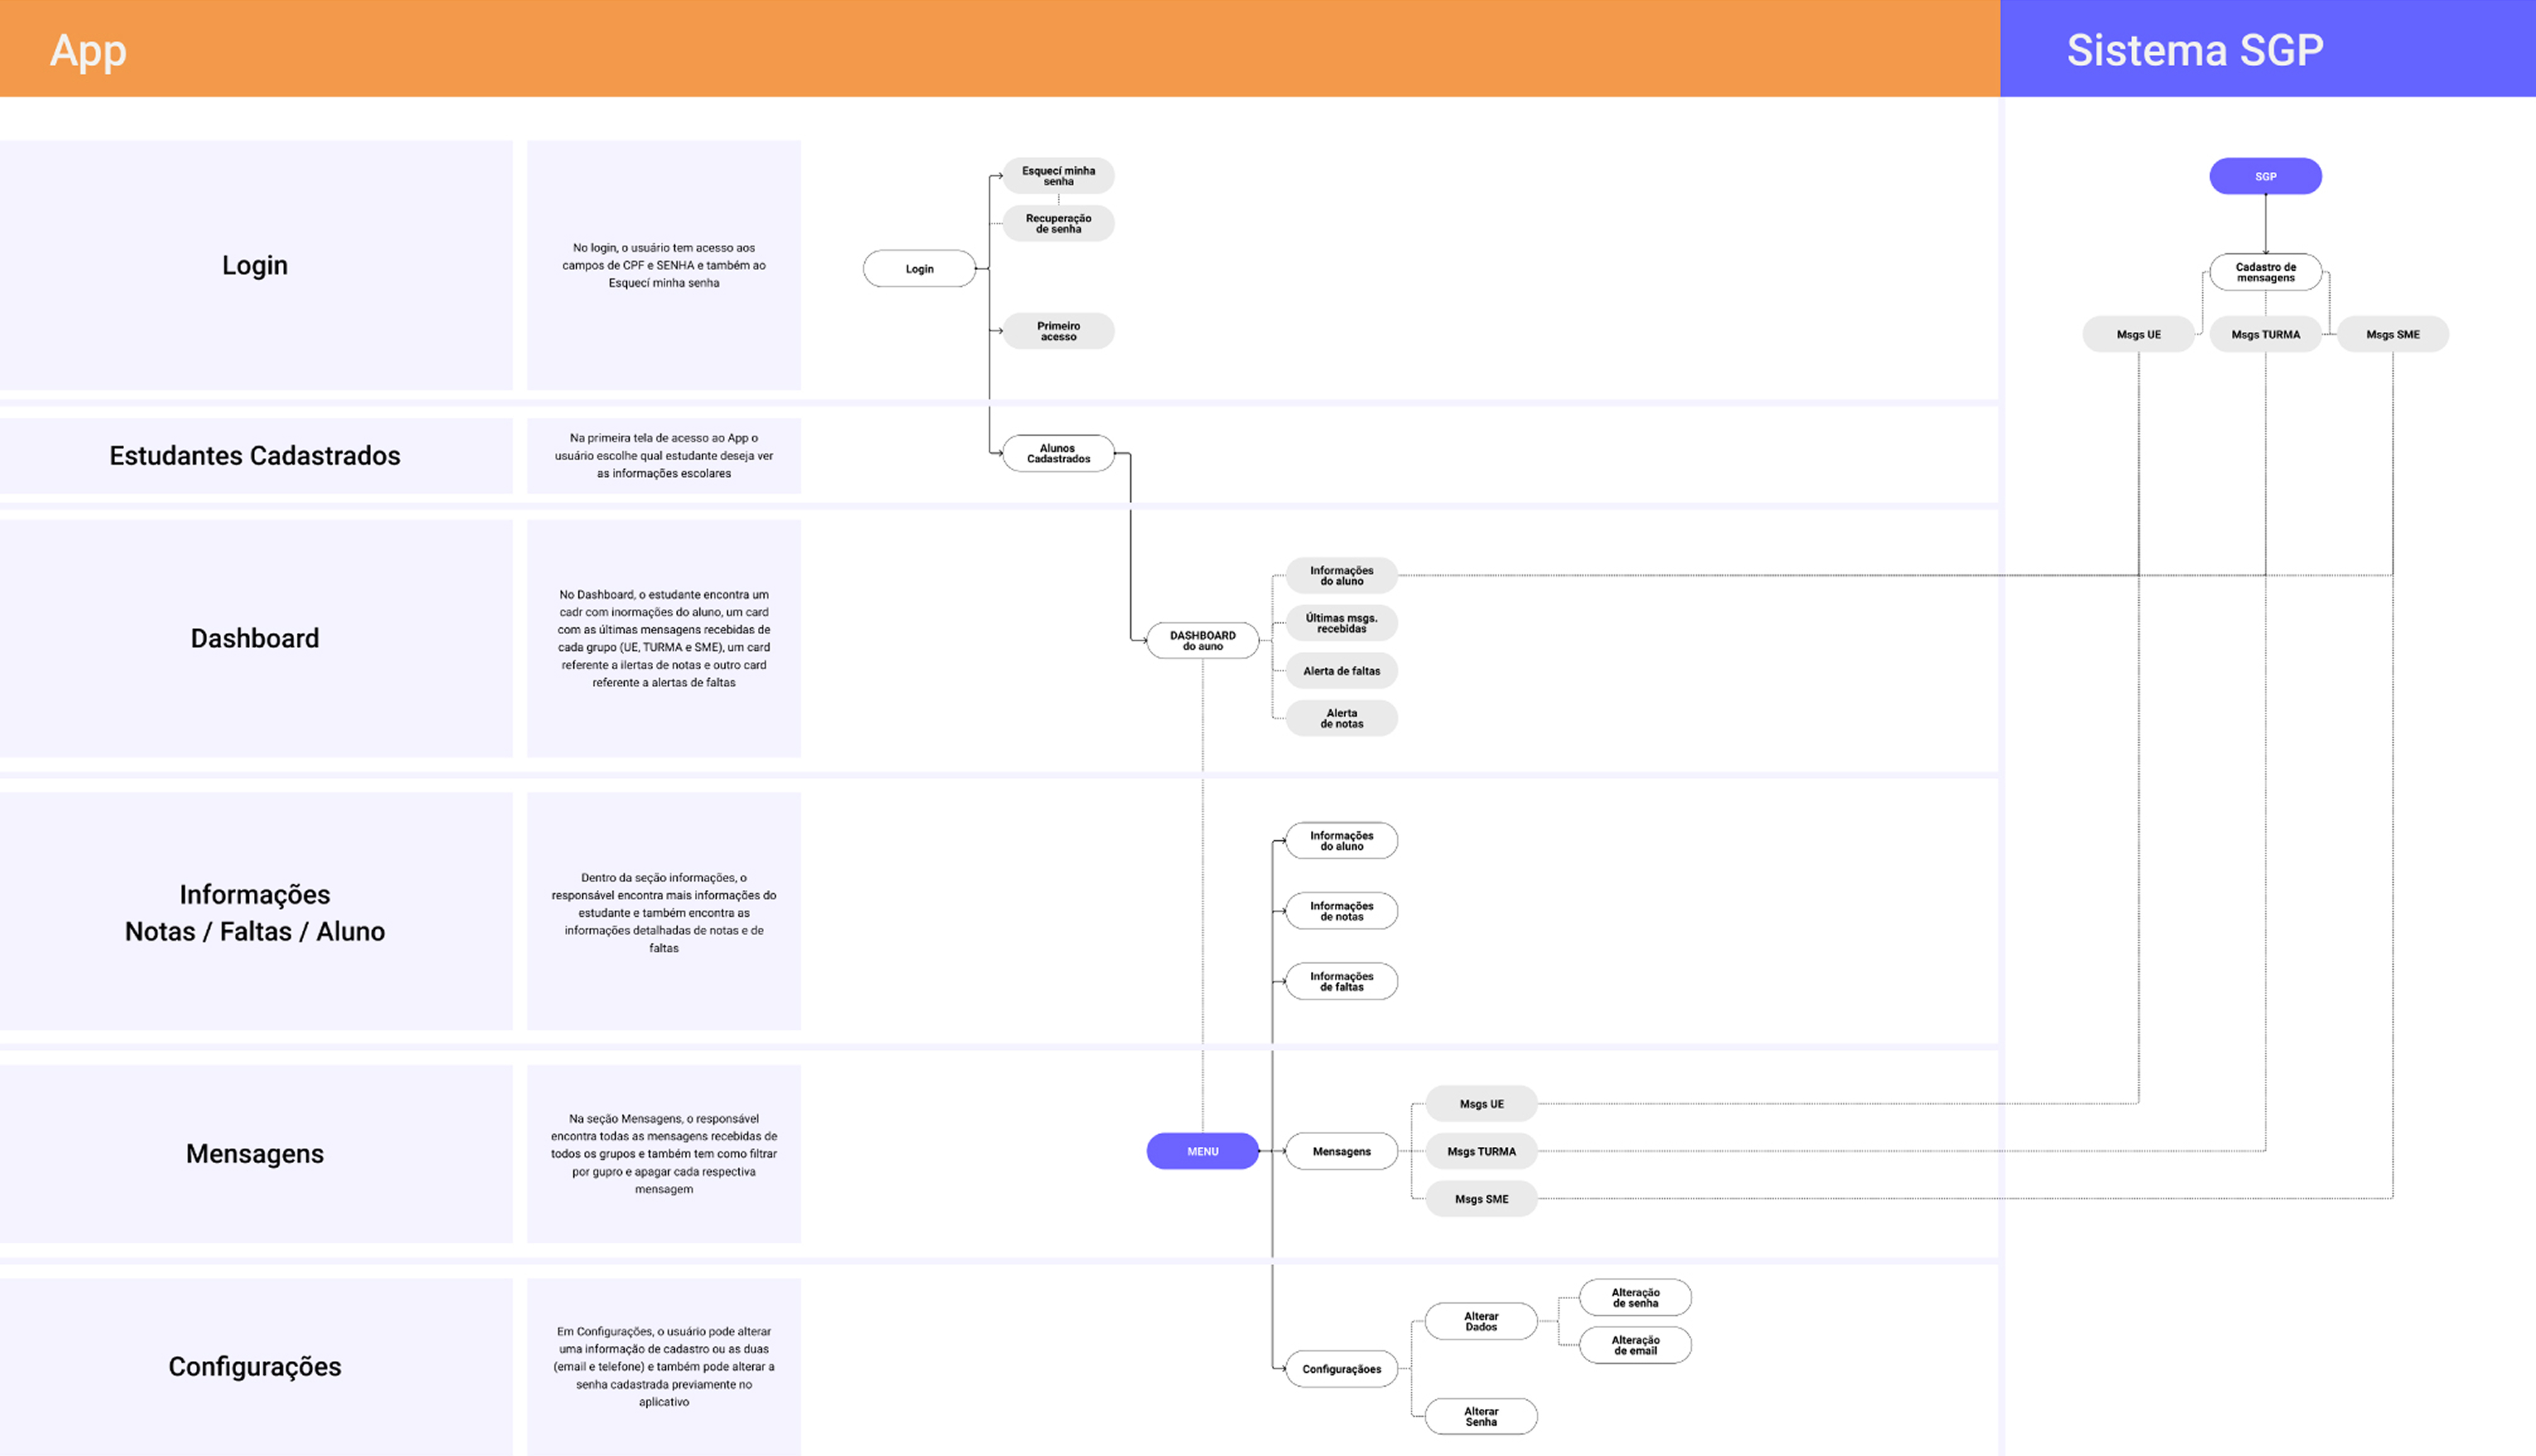 App
Sistema SGP
Login
No login, o usuário tem acesso aos
campos de CPF e SENHA e também ao
Esquecí minha senha
Login
Esquecí minha
senha
Recuperação
de senha
Primeiro
acesso
SGP
Cadastro de
mensagens
Msgs UE
Msgs TURMA
Msgs SME
Estudantes Cadastrados
Na primeira tela de acesso ao App o
usuário escolhe qual estudante deseja ver
as informações escolares
Alunos
Cadastrados
Dashboard
No Dashboard, o estudante encontra um
cadr com inormações do aluno, um card
com as últimas mensagens recebidas de
cada grupo (UE, TURMA e SME), um card
referente a ilertas de notas e outro card
referente a alertas de faltas
DASHBOARD
do auno
Informações
do aluno
Últimas msgs.
recebidas
Alerta de faltas
Alerta
de notas
Informações
Notas / Faltas / Aluno
Dentro da seção informações, o
responsável encontra mais informações do
estudante e também encontra as
informações detalhadas de notas e de
faltas
Informações
do aluno
Informações
de notas
Informações
de faltas
Mensagens
Na seção Mensagens, o responsável
encontra todas as mensagens recebidas de
todos os grupos e também tem como filtrar
por gupro e apagar cada respectiva
mensagem
MENU
Mensagens
Msgs UE
Msgs TURMA
Msgs SME
Configurações
Em Configurações, o usuário pode alterar
uma informação de cadastro ou as duas
(email e telefone) e também pode alterar a
senha cadastrada previamente no
aplicativo
Configuraçãoes
Alterar
Dados
Alteração
de senha
Alteração
de email
Alterar
Senha